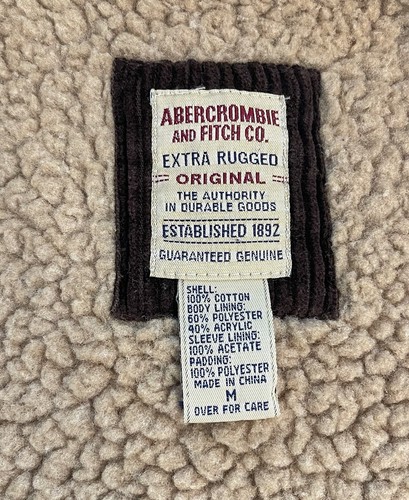 ABERCROMBIE
AND FITCH CO.
EXTRA RUGGED
ORIGINAL
THE AUTHORITY
IN DURABLE GOODS
ESTABLISHED 1892
GUARANTEED GENUINE
SHELL:
100% COTTON
BODY LINING:
60% POLYESTER
40% ACRYLIC
SLEEVE LINING:
100% ACETATE
PADDING:
100% POLYESTER
MADE IN CHINA
M
OVER FOR CARE